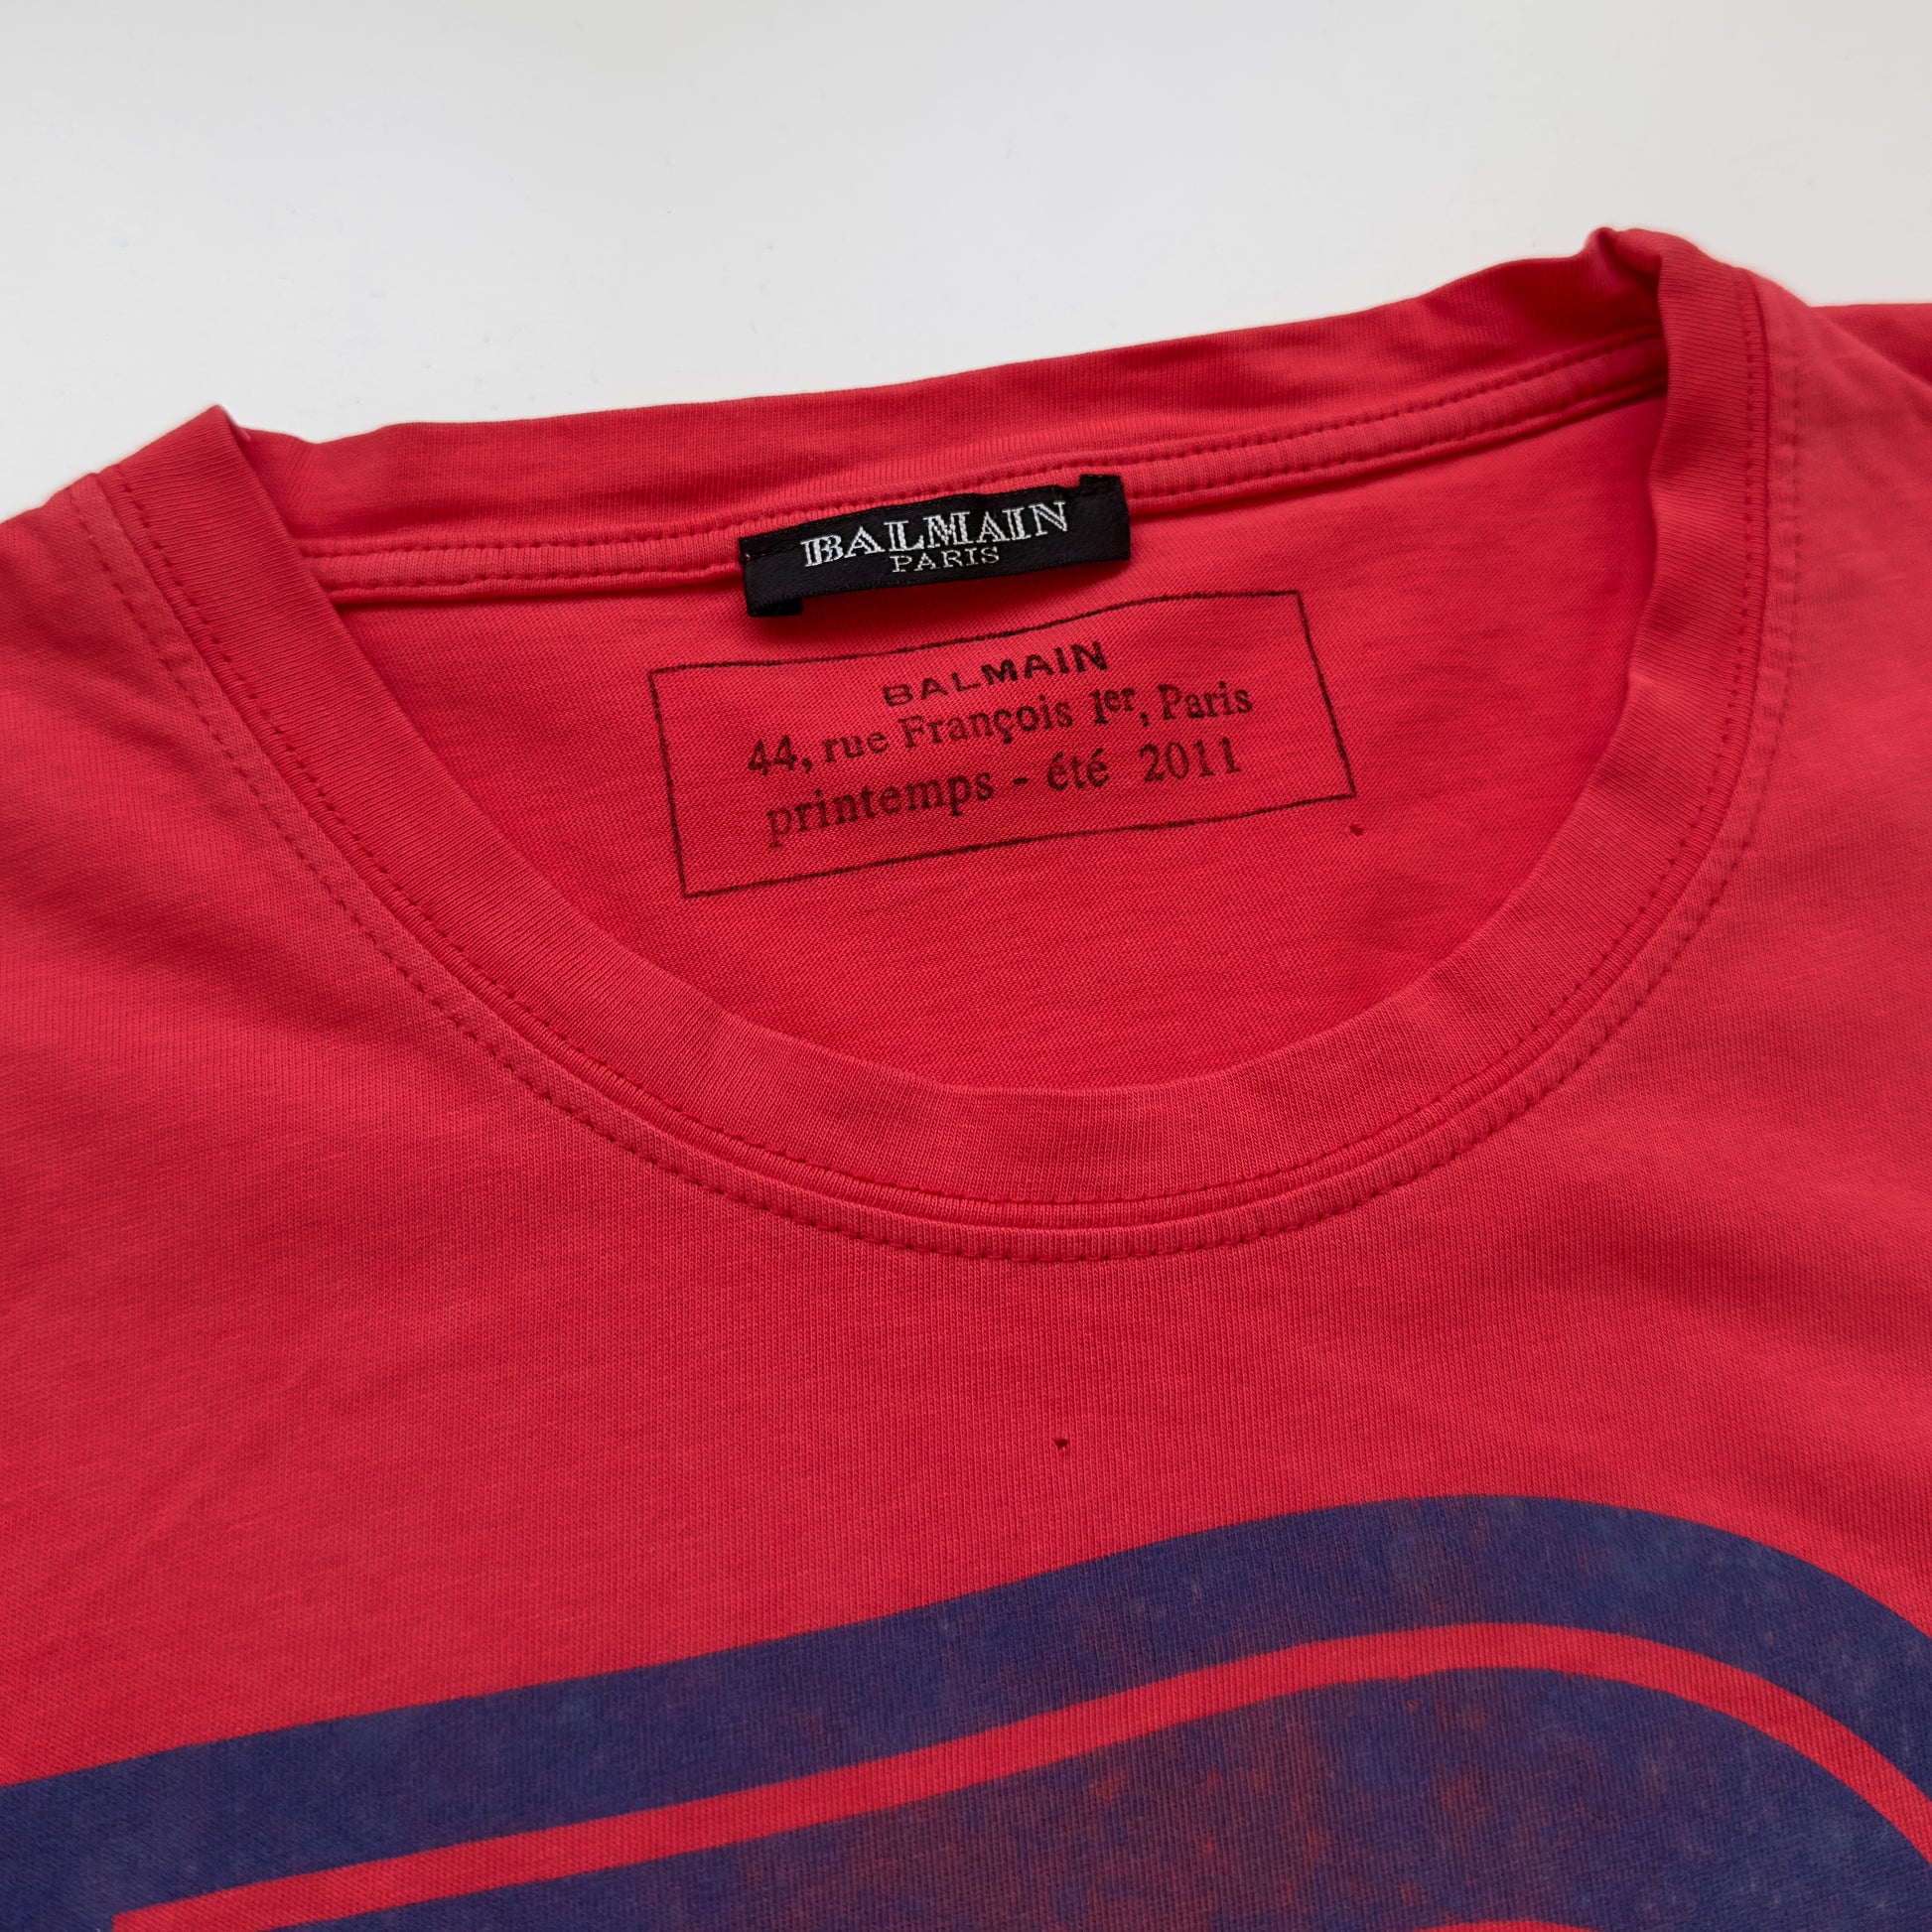 BALMAIN
PARIS
BALMAIN
44, rue François 1er, Paris
printemps - été 2011